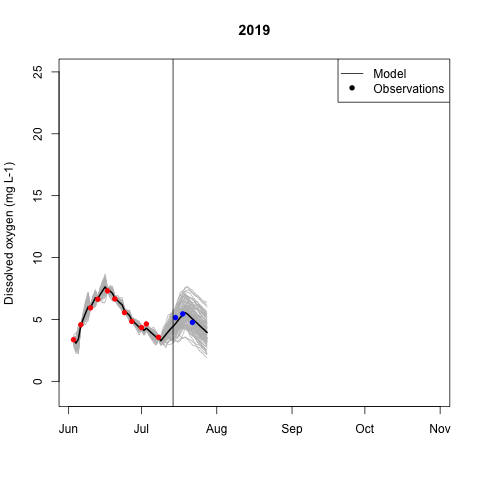 2019
Model
Observations
Dissolved oxygen (mg L-1)
25
20
15
10
5
0
Jun Jul Aug Sep Oct Nov